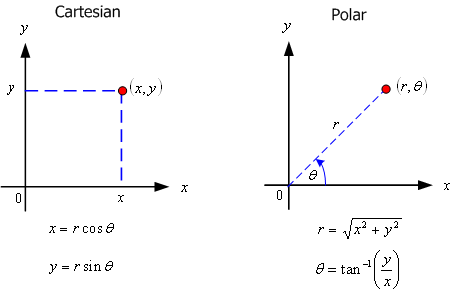 Cartesian
y
y
(x, y)
0
x
x
x = r cos θ
y = r sin θ
Polar
y
(r, θ)
r
θ
0
x
r = √(x² + y²)
θ = tan⁻¹(y/x)